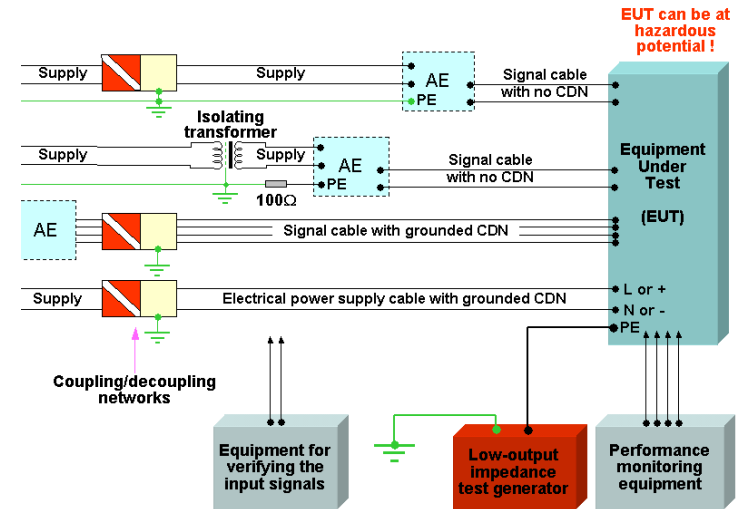 EUT can be at
hazardous
potential !
Supply
Supply
AE
PE
Signal cable
with no CDN
Isolating
transformer
Supply
Supply
AE
PE
100Ω
Signal cable
with no CDN
Equipment
Under
Test
(EUT)
AE
Signal cable with grounded CDN
Supply
Electrical power supply cable with grounded CDN
L or +
N or -
PE
Coupling/decoupling
networks
Equipment for
verifying the
input signals
Low-output
impedance
test generator
Performance
monitoring
equipment